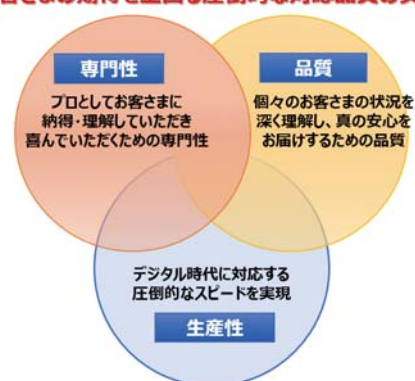 専門性
プロとしてお客さまに
納得・理解していただき
喜んでいただくための専門性
品質
個々のお客さまの状況を
深く理解し、真の安心を
お届けするための品質
デジタル時代に対応する
圧倒的なスピードを実現
生産性